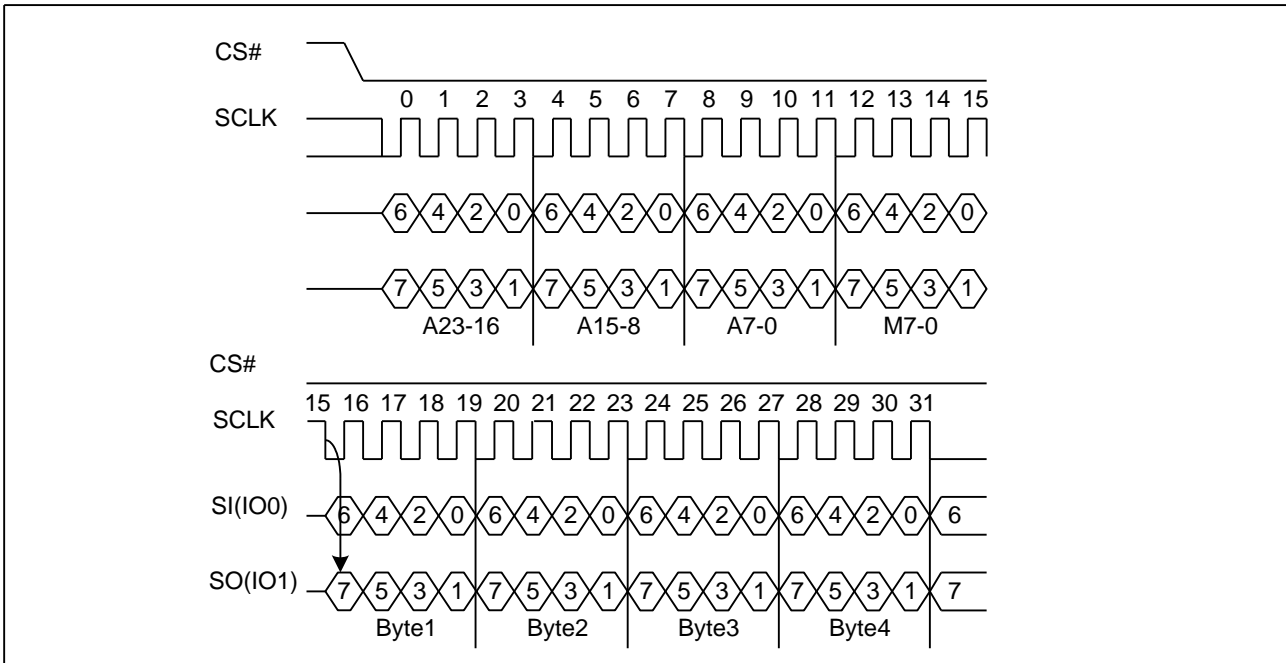 CS#
0 1 2 3 4 5 6 7 8 9 10 11 12 13 14 15
SCLK
6 4 2 0 6 4 2 0 6 4 2 0 6 4 2 0
7 5 3 1 7 5 3 1 7 5 3 1 7 5 3 1
A23-16 A15-8 A7-0 M7-0
CS#
15 16 17 18 19 20 21 22 23 24 25 26 27 28 29 30 31
SCLK
SI(IO0) 6 4 2 0 6 4 2 0 6 4 2 0 6 4 2 0 6
SO(IO1) 7 5 3 1 7 5 3 1 7 5 3 1 7 5 3 1 7
Byte1 Byte2 Byte3 Byte4